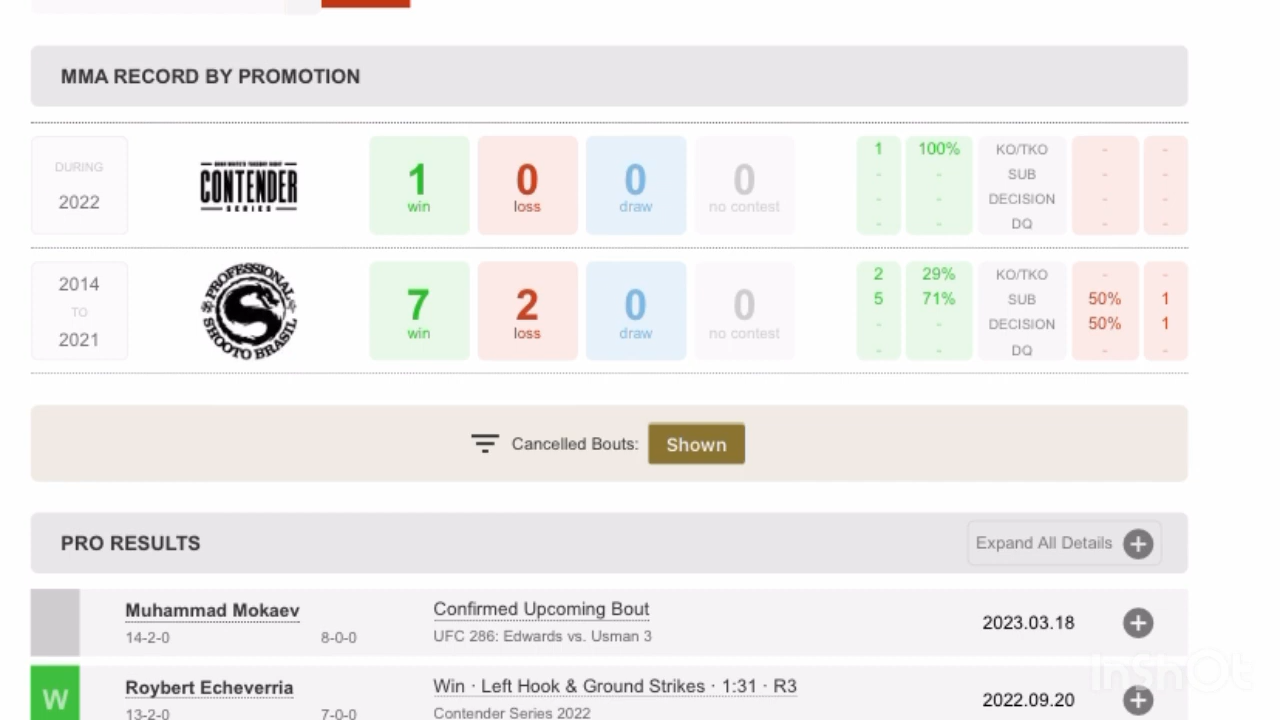 MMA RECORD BY PROMOTION
DURING
2022
CONTENDER
SERIES
1
win
0
loss
0
draw
0
no contest
1 100% KO/TKO - -
- - SUB - -
- - DECISION - -
- - DQ - -
2014
TO
2021
PROFESSIONAL
SHOOTO BRASIL
7
win
2
loss
0
draw
0
no contest
2 29% KO/TKO - -
5 71% SUB 50% 1
- - DECISION 50% 1
- - DQ - -
Cancelled Bouts: Shown
PRO RESULTS
Expand All Details
Muhammad Mokaev
14-2-0 8-0-0
Confirmed Upcoming Bout
UFC 286: Edwards vs. Usman 3
2023.03.18
W
Roybert Echeverria
13-2-0 7-0-0
Win · Left Hook & Ground Strikes · 1:31 · R3
Contender Series 2022
2022.09.20
InShOt